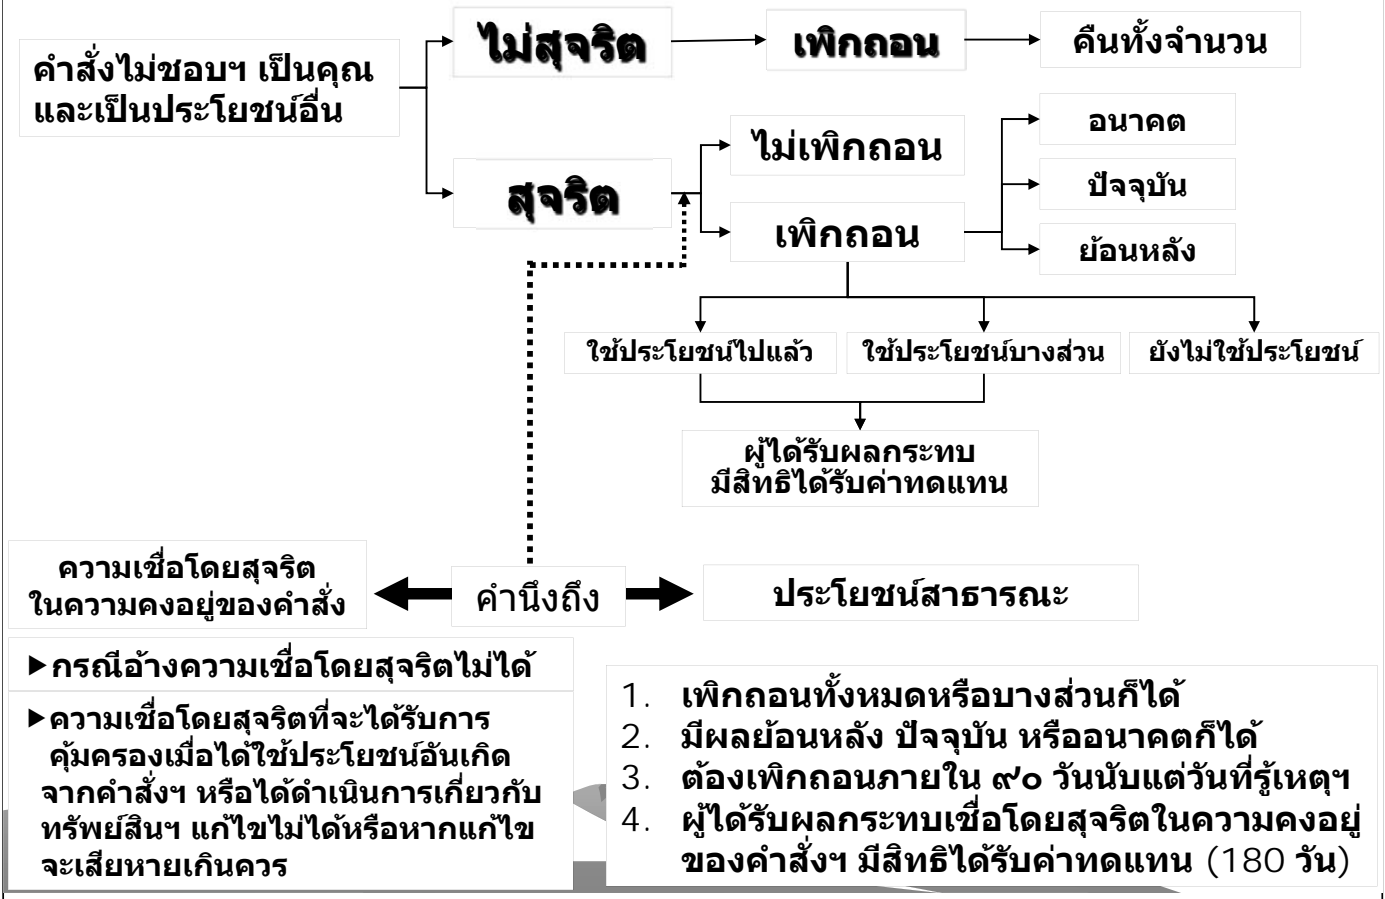 คำสั่งไม่ชอบฯ เป็นคุณ
และเป็นประโยชน์อื่น
ไม่สุจริต
เพิกถอน
คืนทั้งจำนวน
สุจริต
ไม่เพิกถอน
เพิกถอน
อนาคต
ปัจจุบัน
ย้อนหลัง
ใช้ประโยชน์ไปแล้ว
ใช้ประโยชน์บางส่วน
ยังไม่ใช้ประโยชน์
ผู้ได้รับผลกระทบ
มีสิทธิได้รับค่าทดแทน
ความเชื่อโดยสุจริต
ในความคงอยู่ของคำสั่ง
คำนึงถึง
ประโยชน์สาธารณะ
▶กรณีอ้างความเชื่อโดยสุจริตไม่ได้
▶ความเชื่อโดยสุจริตที่จะได้รับการ
คุ้มครองเมื่อได้ใช้ประโยชน์อันเกิด
จากคำสั่งฯ หรือได้ดำเนินการเกี่ยวกับ
ทรัพย์สินฯ แก้ไขไม่ได้หรือหากแก้ไข
จะเสียหายเกินควร
1. เพิกถอนทั้งหมดหรือบางส่วนก็ได้
2. มีผลย้อนหลัง ปัจจุบัน หรืออนาคตก็ได้
3. ต้องเพิกถอนภายใน ๙๐ วันนับแต่วันที่รู้เหตุฯ
4. ผู้ได้รับผลกระทบเชื่อโดยสุจริตในความคงอยู่
ของคำสั่งฯ มีสิทธิได้รับค่าทดแทน (180 วัน)